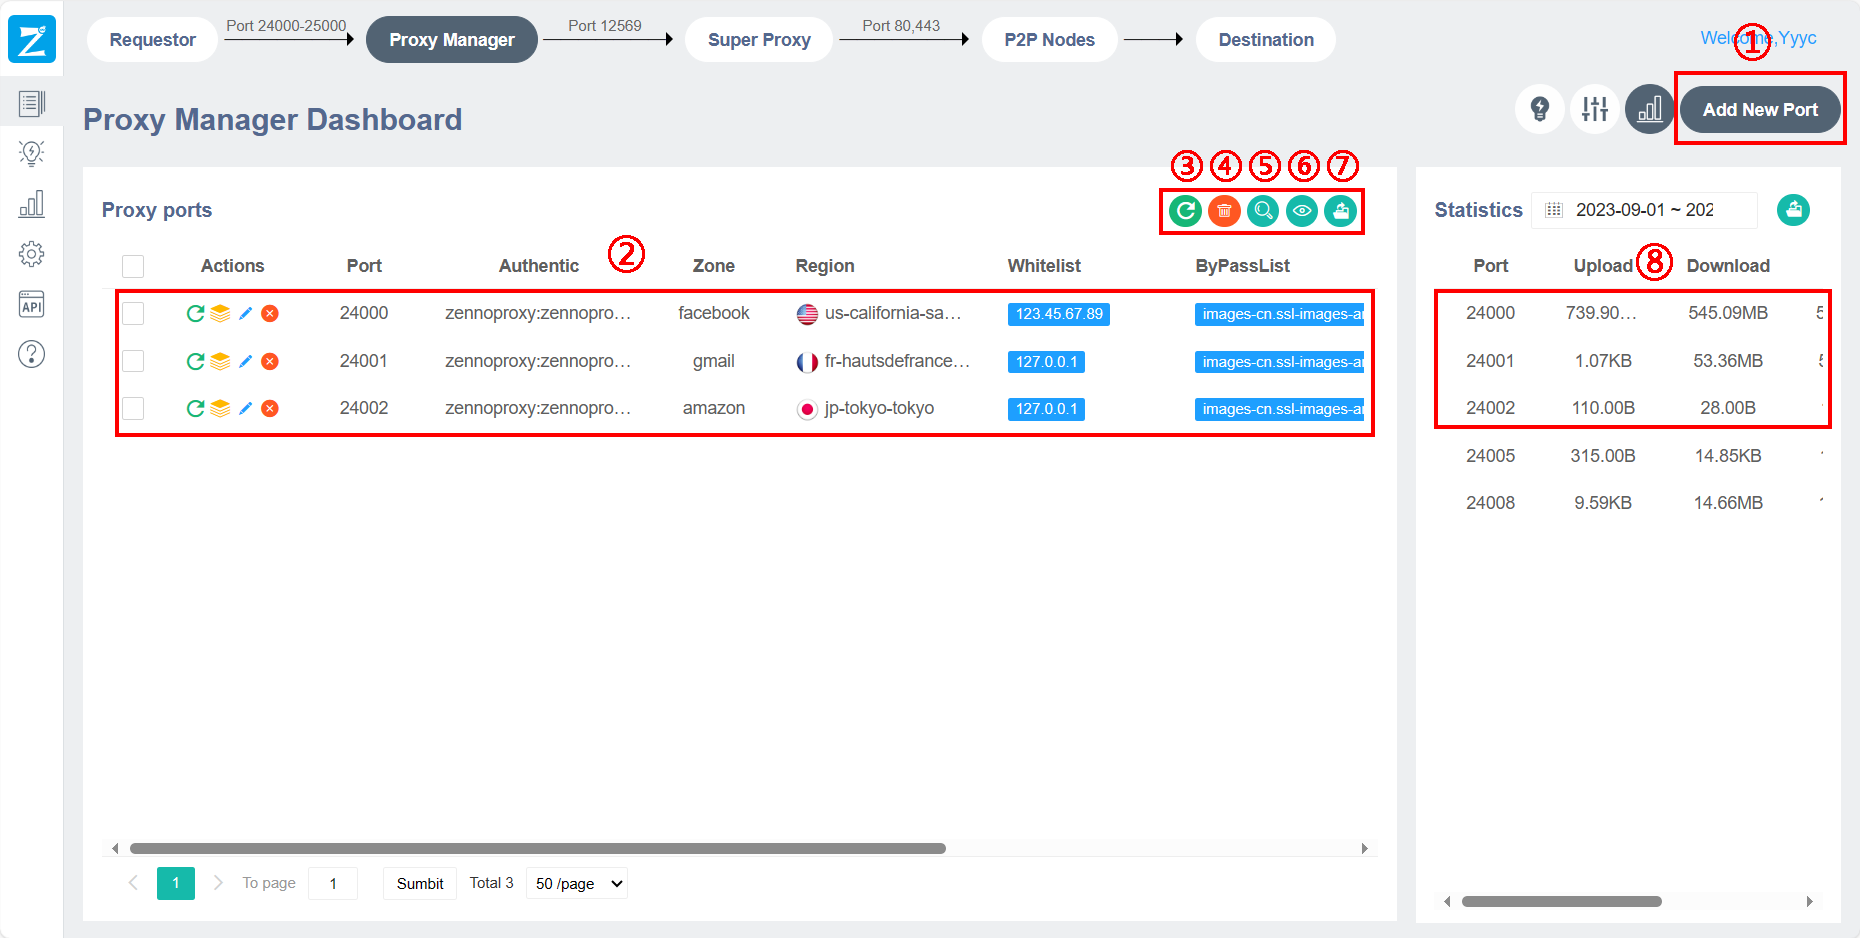 Requestor
Port 24000-25000
Proxy Manager
Port 12569
Super Proxy
Port 80,443
P2P Nodes
Destination
Welcome,Yyyc
①
Proxy Manager Dashboard
Add New Port
③ ④ ⑤ ⑥ ⑦
Proxy ports
Actions Port Authentic ② Zone Region Whitelist ByPassList
24000 zennoproxy:zennopro… facebook us-california-sa… 123.45.67.89 images-cn.ssl-images-a
24001 zennoproxy:zennopro… gmail fr-hautsdefrance… 127.0.0.1 images-cn.ssl-images-a
24002 zennoproxy:zennopro… amazon jp-tokyo-tokyo 127.0.0.1 images-cn.ssl-images-a
1
To page
1
Sumbit
Total 3
50 /page
Statistics 2023-09-01 ~ 202
Port Upload ⑧ Download
24000 739.90… 545.09MB
24001 1.07KB 53.36MB
24002 110.00B 28.00B
24005 315.00B 14.85KB
24008 9.59KB 14.66MB
API